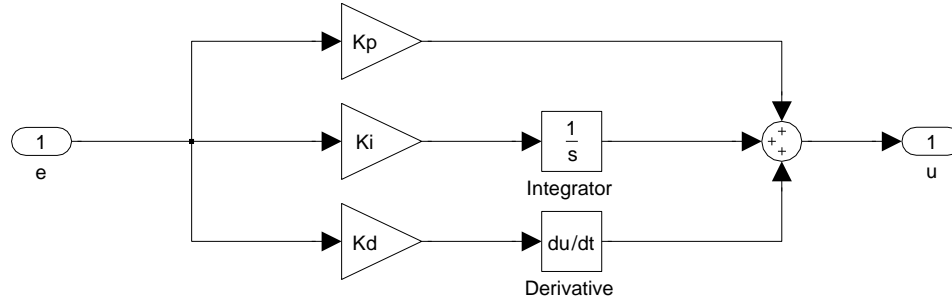 Kp
1
e
Ki
1
s
Integrator
+
+
+
1
u
Kd
du/dt
Derivative